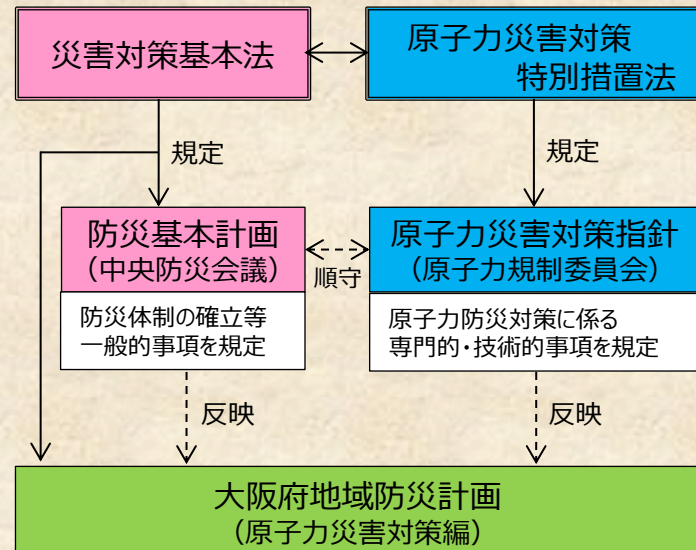 災害対策基本法
原子力災害対策
特別措置法
規定
規定
防災基本計画
（中央防災会議）
順守
原子力災害対策指針
（原子力規制委員会）
防災体制の確立等
一般的事項を規定
原子力防災対策に係る
専門的・技術的事項を規定
反映
反映
大阪府地域防災計画
（原子力災害対策編）